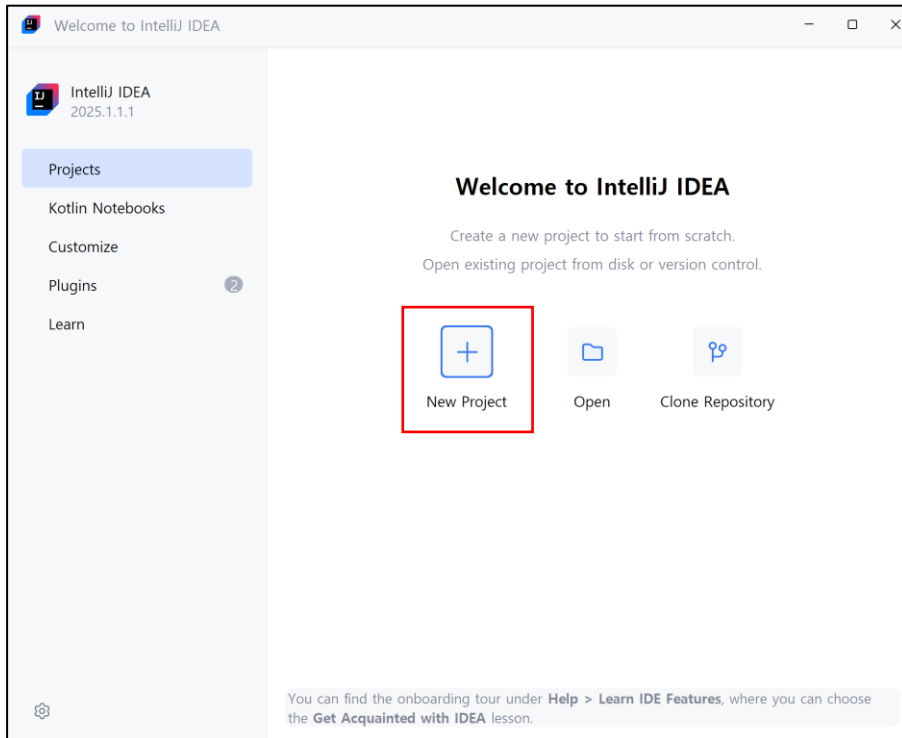 Welcome to IntelliJ IDEA
IntelliJ IDEA
2025.1.1.1
Projects
Kotlin Notebooks
Customize
Plugins
2
Learn
Welcome to IntelliJ IDEA
Create a new project to start from scratch.
Open existing project from disk or version control.
New Project
Open
Clone Repository
You can find the onboarding tour under Help > Learn IDE Features, where you can choose
the Get Acquainted with IDEA lesson.